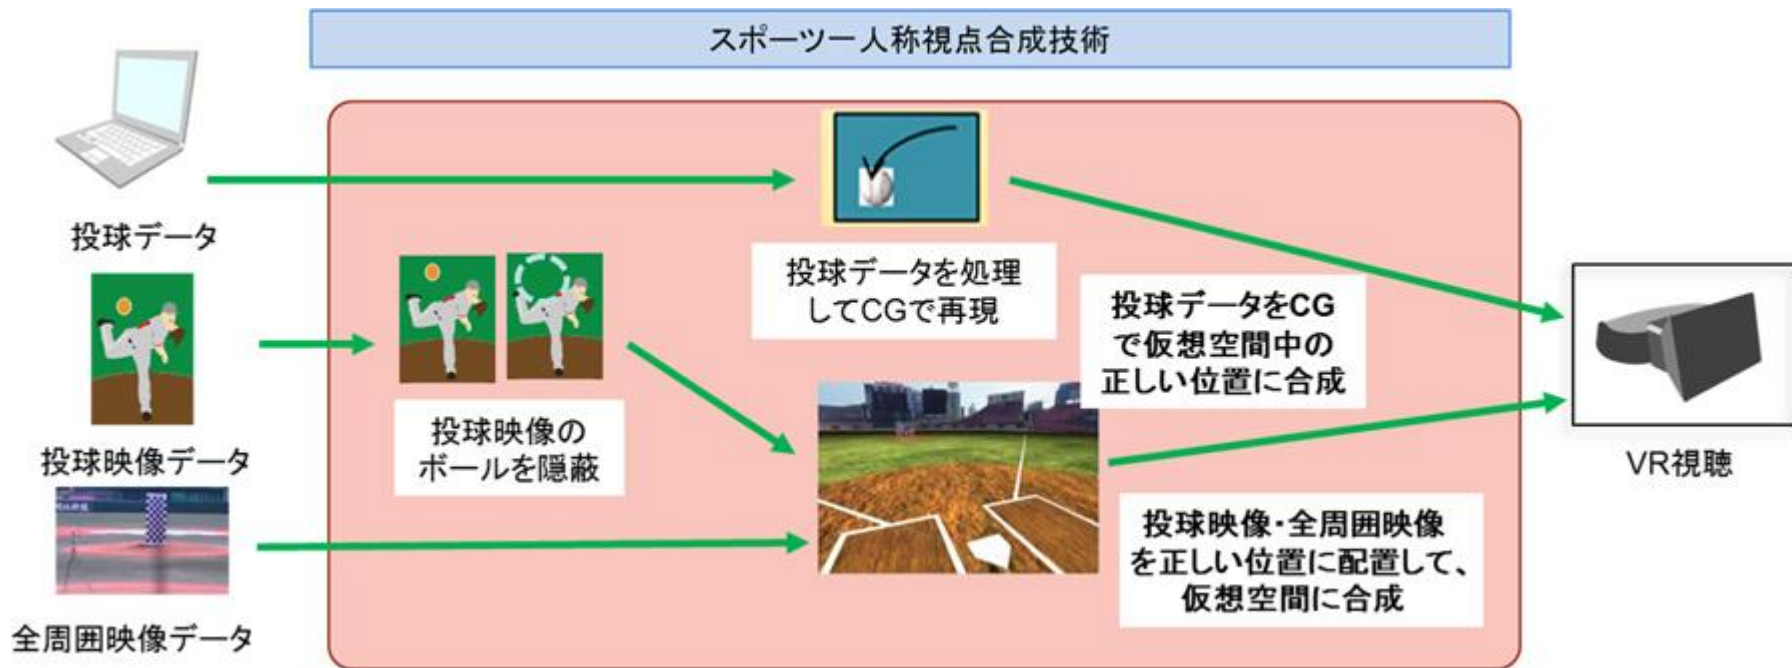 スポーツ一人称視点合成技術
投球データ
投球データを処理
してCGで再現
投球データをCG
で仮想空間中の
正しい位置に合成
投球映像データ
投球映像の
ボールを隠蔽
VR視聴
投球映像・全周囲映像
を正しい位置に配置して、
仮想空間に合成
全周囲映像データ